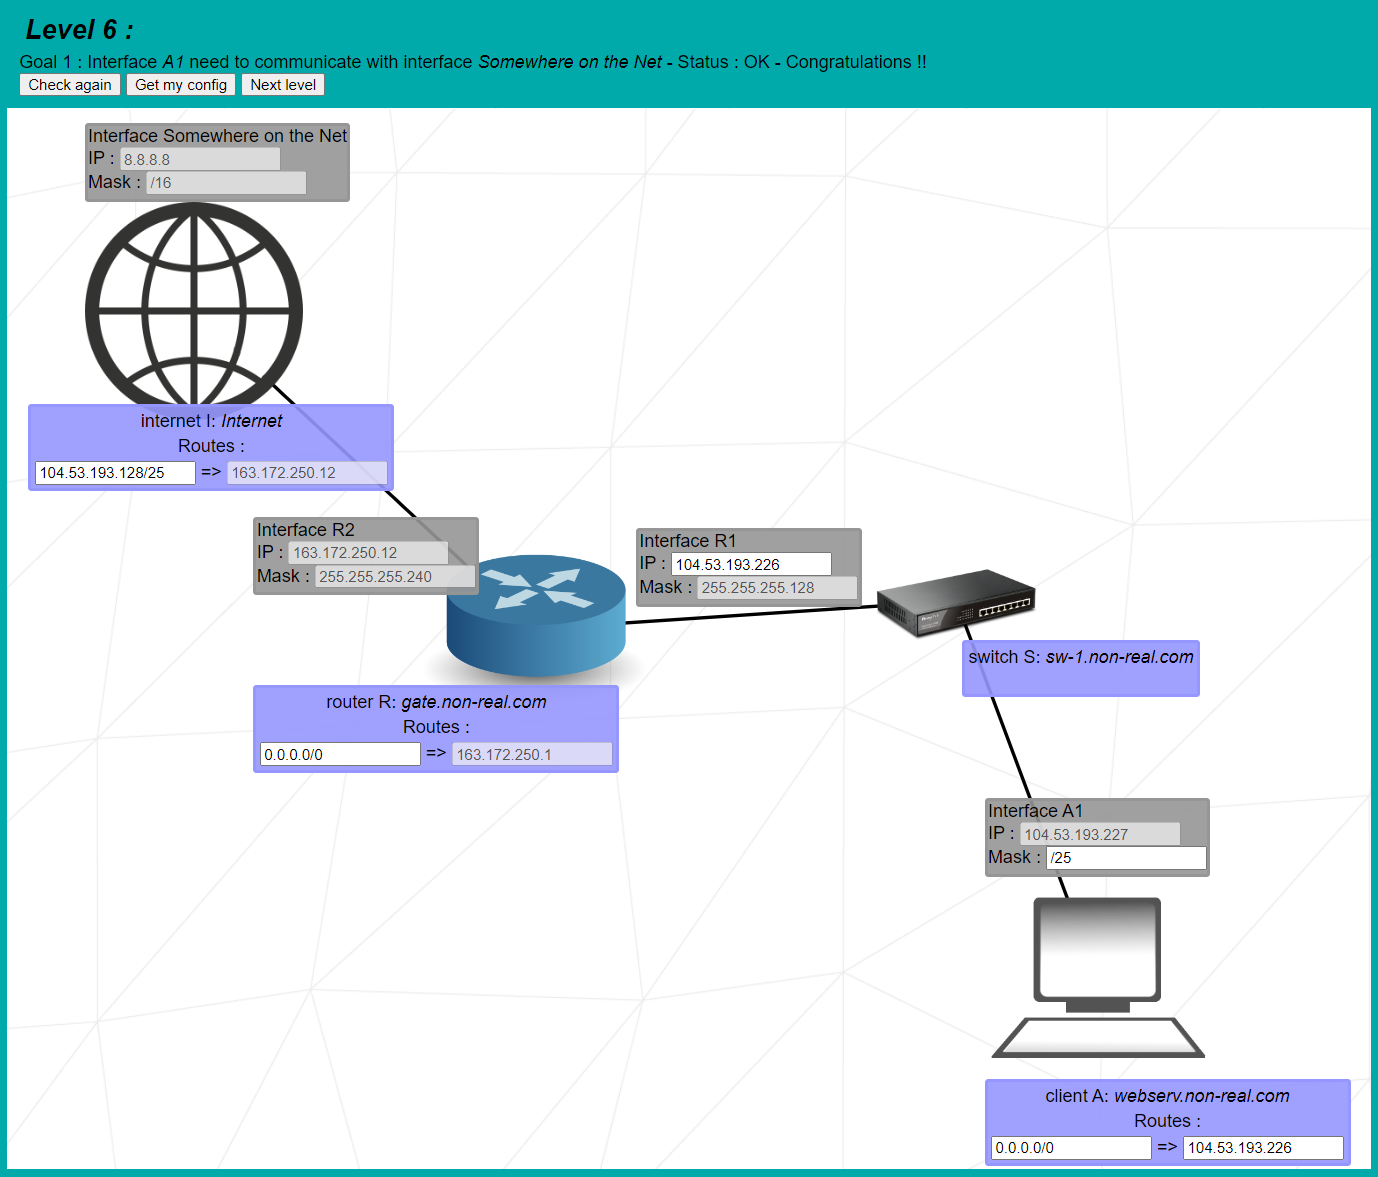 Level 6 :
Goal 1 : Interface A1 need to communicate with interface Somewhere on the Net - Status : OK - Congratulations !!
Check again Get my config Next level
Interface Somewhere on the Net
IP : 8.8.8.8
Mask : /16
internet I: Internet
Routes :
104.53.193.128/25 => 163.172.250.12
Interface R2
IP : 163.172.250.12
Mask : 255.255.255.240
Interface R1
IP : 104.53.193.226
Mask : 255.255.255.128
switch S: sw-1.non-real.com
router R: gate.non-real.com
Routes :
0.0.0.0/0 => 163.172.250.1
Interface A1
IP : 104.53.193.227
Mask : /25
client A: webserv.non-real.com
Routes :
0.0.0.0/0 => 104.53.193.226